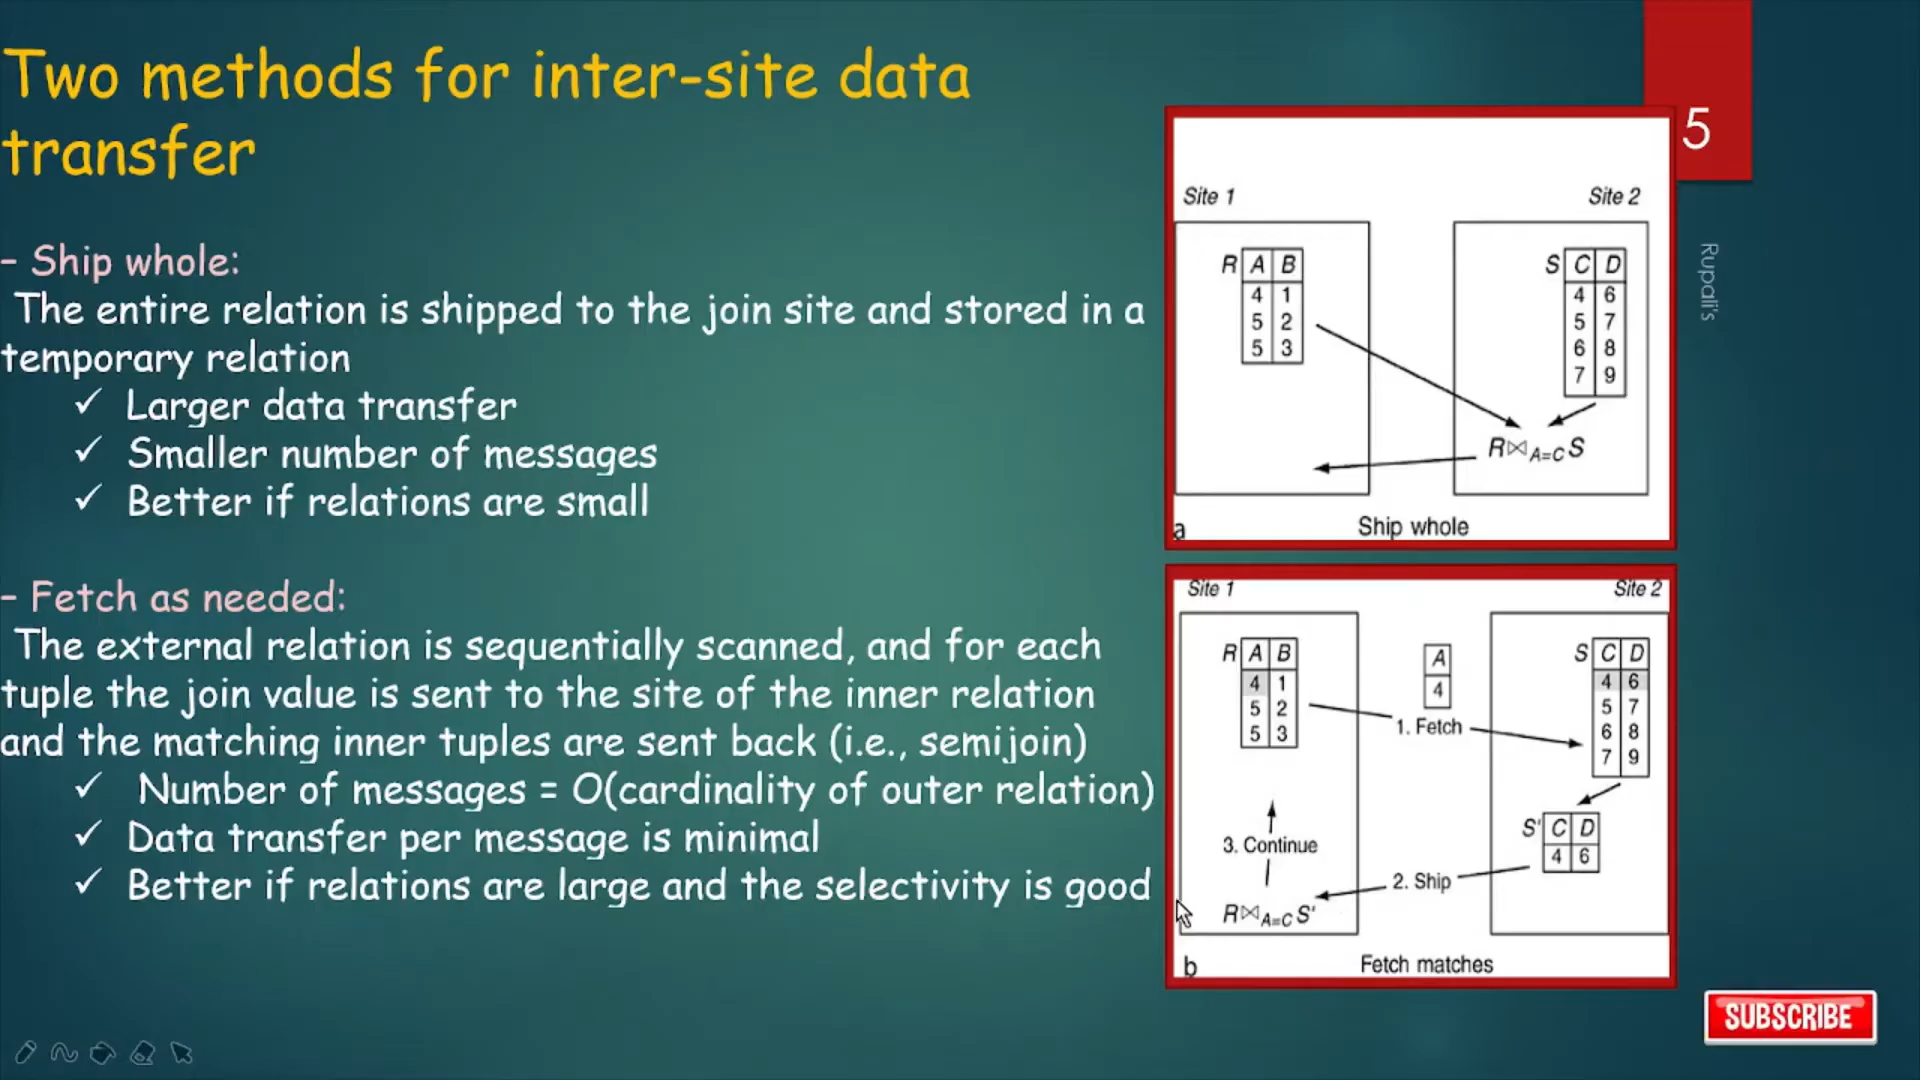 Two methods for inter-site data
transfer
5
Rupali's
– Ship whole:
The entire relation is shipped to the join site and stored in a
temporary relation
✓ Larger data transfer
✓ Smaller number of messages
✓ Better if relations are small
– Fetch as needed:
The external relation is sequentially scanned, and for each
tuple the join value is sent to the site of the inner relation
and the matching inner tuples are sent back (i.e., semijoin)
✓ Number of messages = O(cardinality of outer relation)
✓ Data transfer per message is minimal
✓ Better if relations are large and the selectivity is good
Site 1 Site 2
R A B S C D
4 1 4 6
5 2 5 7
5 3 6 8
7 9
R⋈A=C S
a Ship whole
Site 1 Site 2
R A B A S C D
4 1 4 4 6
5 2 5 7
5 3 1. Fetch 6 8
7 9
S' C D
3. Continue 4 6
2. Ship
R⋈A=C S'
b Fetch matches
SUBSCRIBE